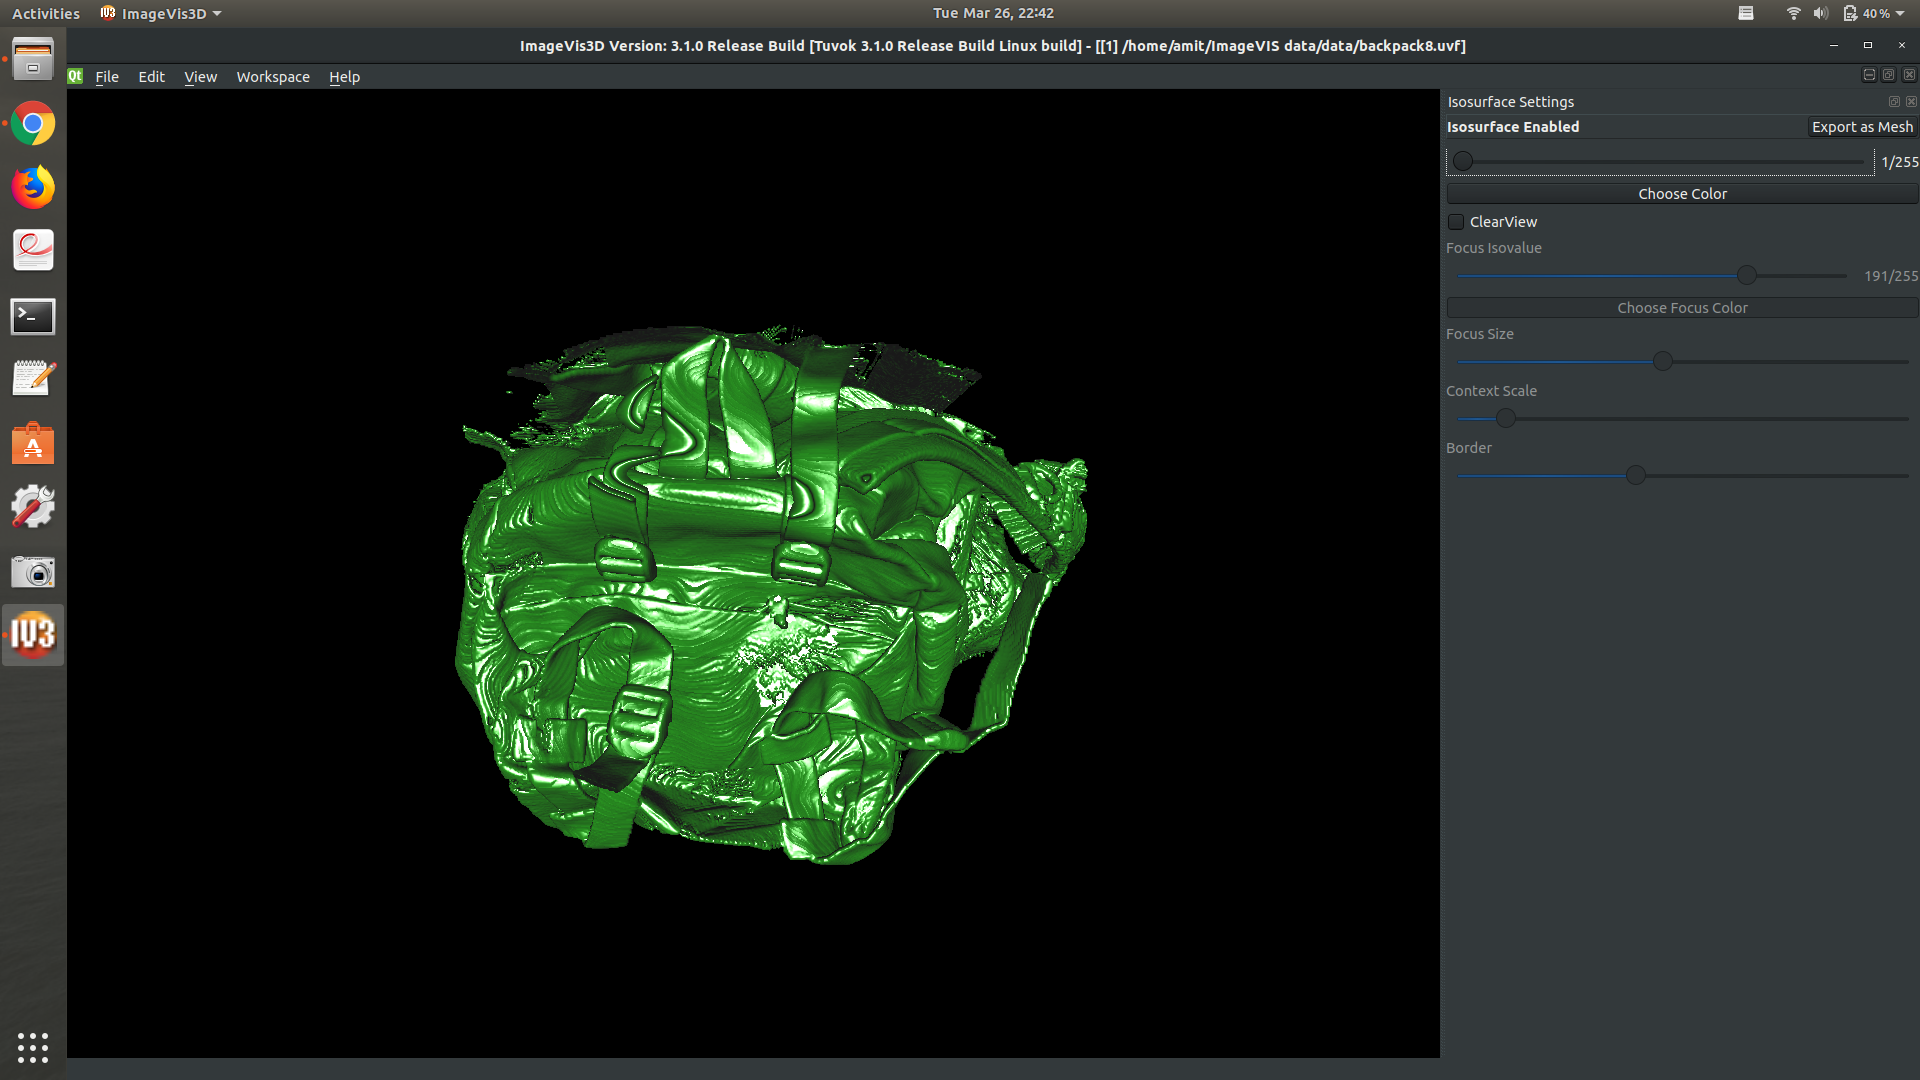 Activities ImageVis3D Tue Mar 26, 22:42 40 %
ImageVis3D Version: 3.1.0 Release Build [Tuvok 3.1.0 Release Build Linux build] - [[1] /home/amit/ImageVIS data/data/backpack8.uvf]
Qt File Edit View Workspace Help
Isosurface Settings
Isosurface Enabled Export as Mesh
1/255
Choose Color
ClearView
Focus Isovalue
191/255
Choose Focus Color
Focus Size
Context Scale
Border
A
IV3